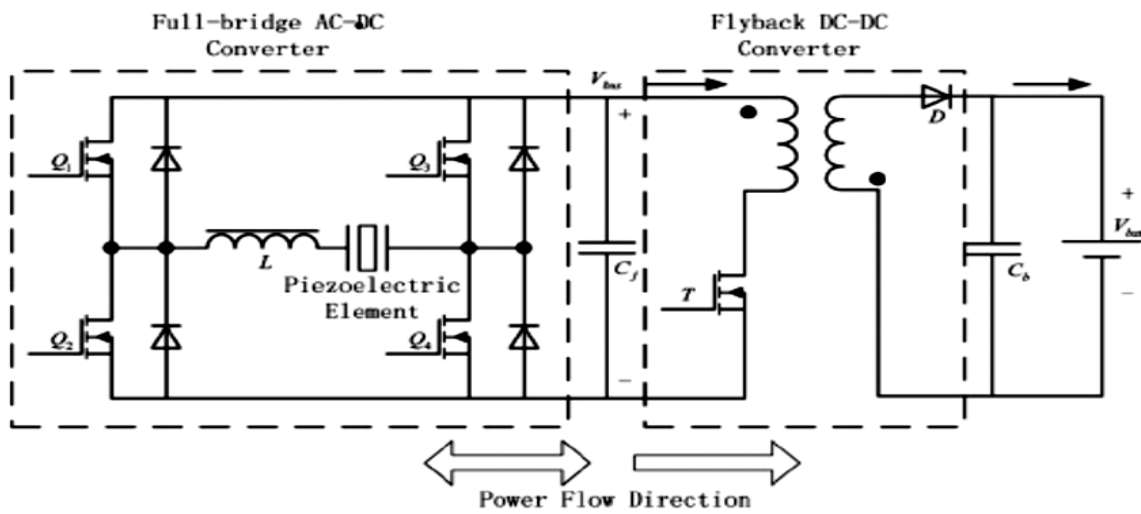 Full-bridge AC-DC
Converter
Flyback DC-DC
Converter
V_bus
+
Q1
Q3
D
+
L
Piezoelectric
Element
C_f
T
C_b
Q2
Q4
−
−
Power Flow Direction